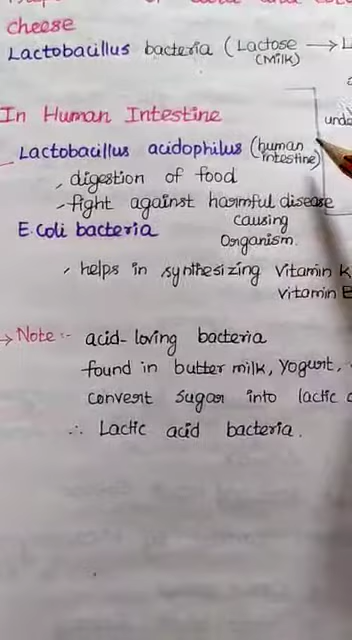 cheese
Lactobacillus bacteria (Lactose →
(Milk)
In Human Intestine
Lactobacillus acidophilus (human
intestine)
, digestion of food
- fight against harmful disease
causing
Organism.
E.coli bacteria
, helps in synthesizing Vitamin K
Vitamin B
→ Note :- acid-loving bacteria
found in butter milk, Yogurt,
convert sugar into lactic
∴ Lactic acid bacteria.